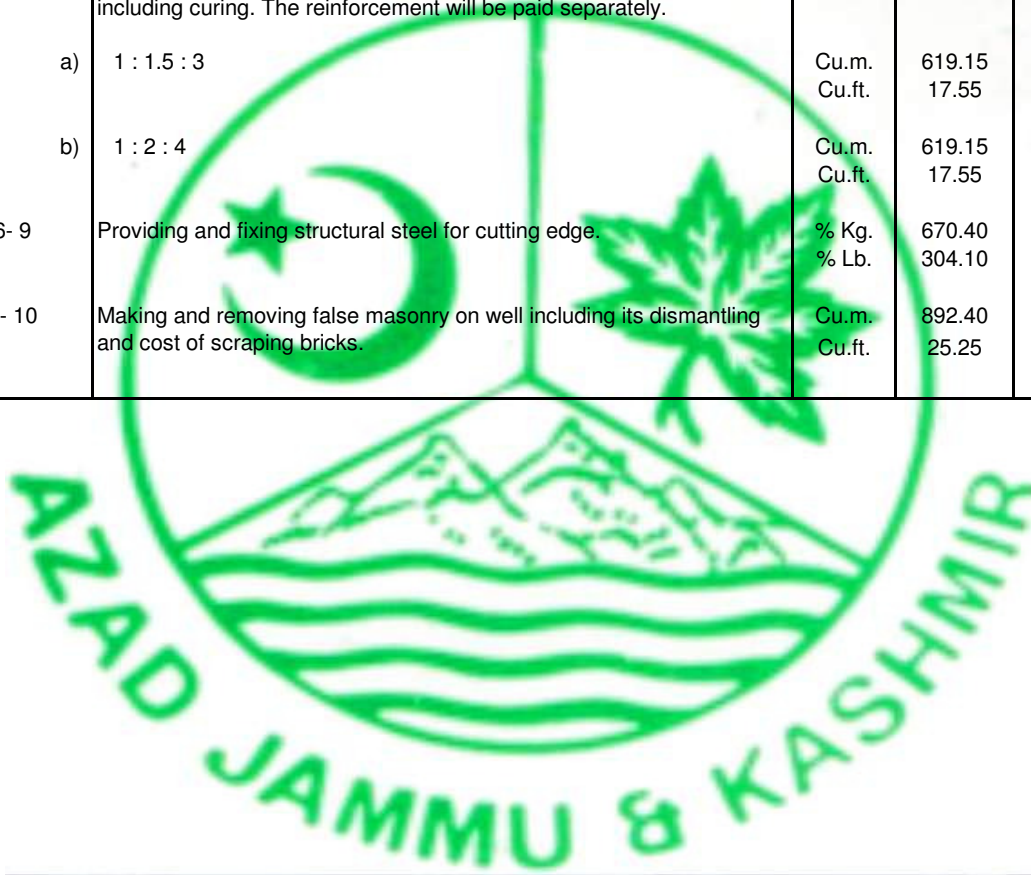 including curing. The reinforcement will be paid separately.
a) 1 : 1.5 : 3 Cu.m. 619.15
Cu.ft. 17.55
b) 1 : 2 : 4 Cu.m. 619.15
Cu.ft. 17.55
- 9 Providing and fixing structural steel for cutting edge. % Kg. 670.40
% Lb. 304.10
- 10 Making and removing false masonry on well including its dismantling Cu.m. 892.40
and cost of scraping bricks. Cu.ft. 25.25
AZAD JAMMU & KASHMIR